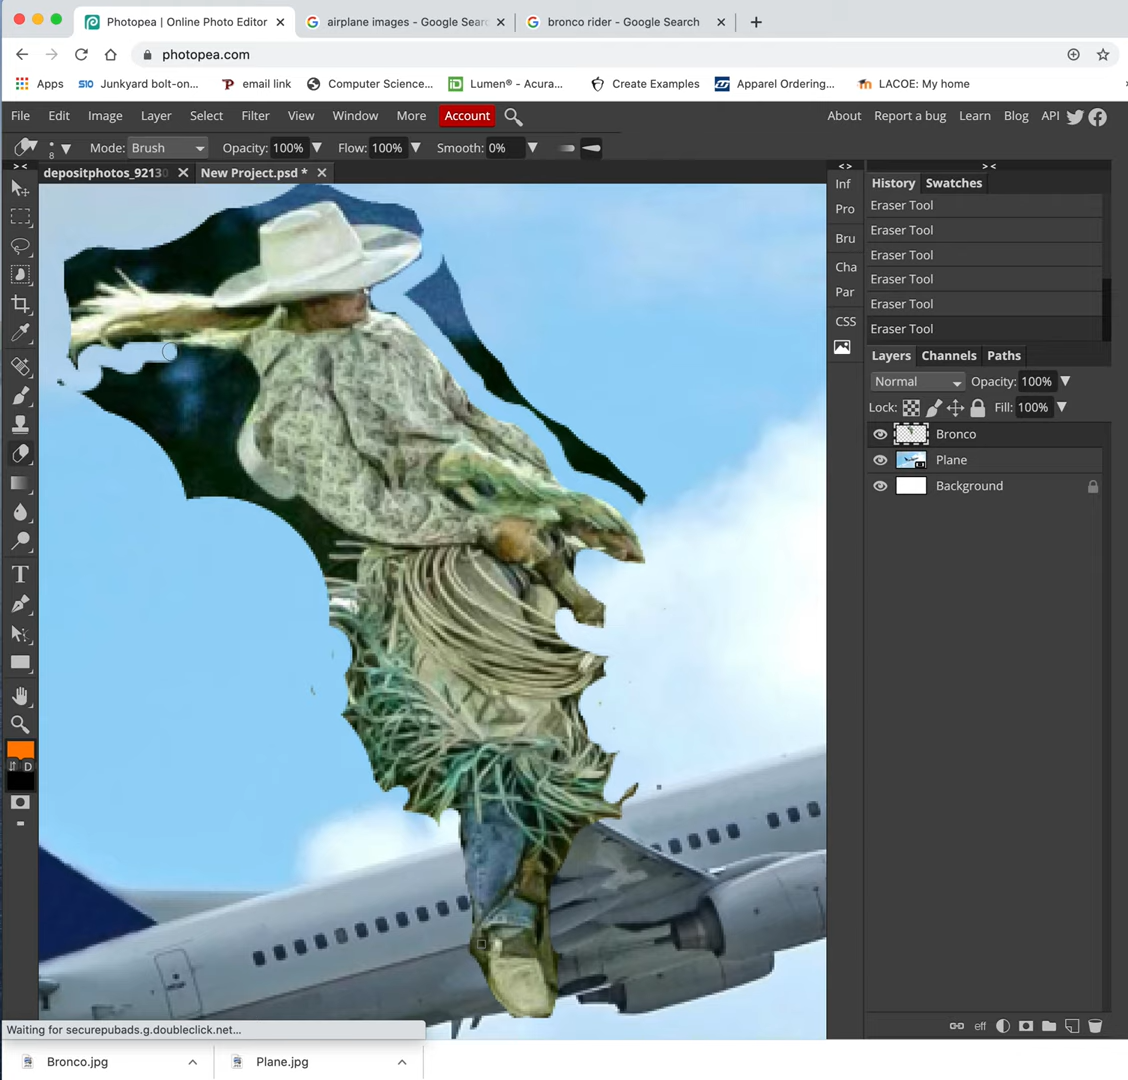 Photopea | Online Photo Editor
airplane images - Google Searc
bronco rider - Google Search
photopea.com
Apps
SIO Junkyard bolt-on...
email link
Computer Science...
Lumen® - Acura...
Create Examples
Apparel Ordering...
LACOE: My home
File Edit Image Layer Select Filter View Window More Account
About Report a bug Learn Blog API
8 Mode: Brush Opacity: 100% Flow: 100% Smooth: 0%
depositphotos_92130
New Project.psd *
Inf
Pro
Bru
Cha
Par
CSS
History Swatches
Eraser Tool
Eraser Tool
Eraser Tool
Eraser Tool
Eraser Tool
Eraser Tool
Layers Channels Paths
Normal Opacity: 100%
Lock: Fill: 100%
Bronco
Plane
Background
D
eff
Waiting for securepubads.g.doubleclick.net...
Bronco.jpg
Plane.jpg